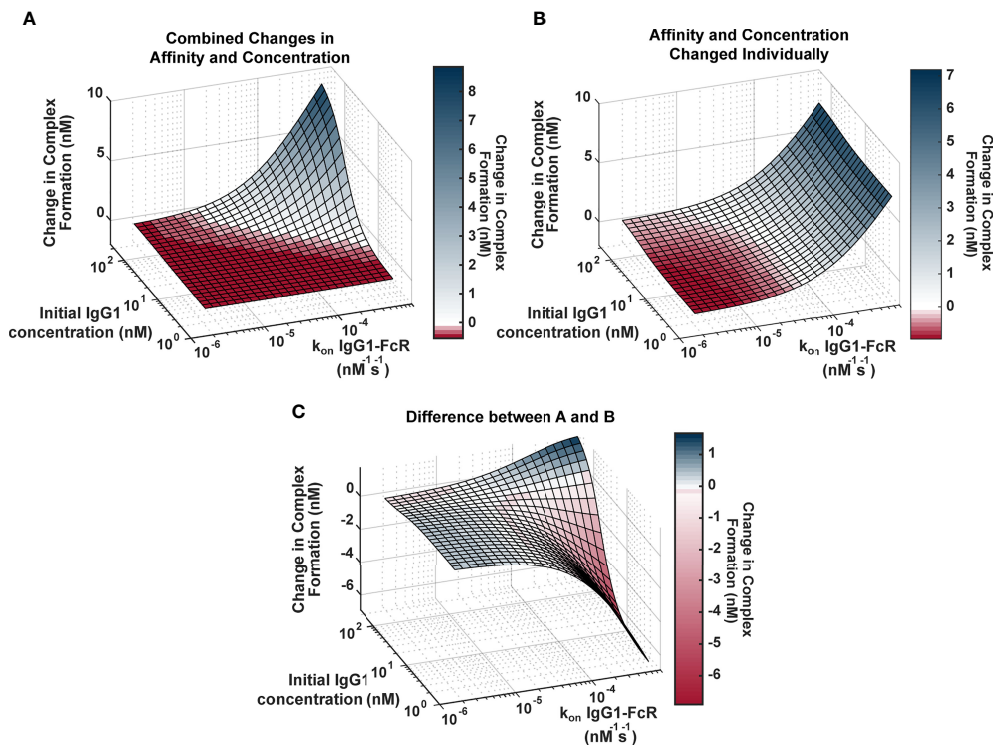 A
Combined Changes in
Affinity and Concentration
Change in Complex
Formation (nM)
10
5
0
10²
10¹
10⁰
Initial IgG1
concentration (nM)
10⁻⁶
10⁻⁵
10⁻⁴
kₒₙ IgG1-FcR
(nM⁻¹s⁻¹)
8
7
6
5
4
3
2
1
0
Change in Complex
Formation (nM)
B
Affinity and Concentration
Changed Individually
Change in Complex
Formation (nM)
10
5
0
10²
10¹
10⁰
Initial IgG1
concentration (nM)
10⁻⁶
10⁻⁵
10⁻⁴
kₒₙ IgG1-FcR
(nM⁻¹s⁻¹)
7
6
5
4
3
2
1
0
Change in Complex
Formation (nM)
C
Difference between A and B
Change in Complex
Formation (nM)
0
-2
-4
-6
10²
10¹
10⁰
Initial IgG1
concentration (nM)
10⁻⁶
10⁻⁵
10⁻⁴
kₒₙ IgG1-FcR
(nM⁻¹s⁻¹)
1
0
-1
-2
-3
-4
-5
-6
Change in Complex
Formation (nM)